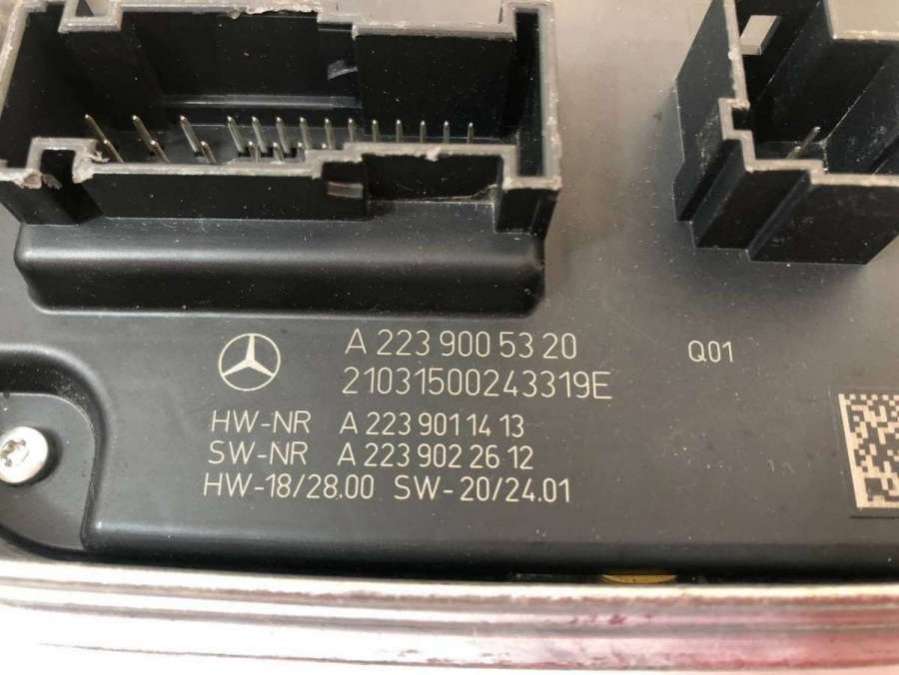 A 223 900 53 20
Q01
21031500243319E
HW-NR A 223 901 14 13
SW-NR A 223 902 26 12
HW-18/28.00 SW-20/24.01